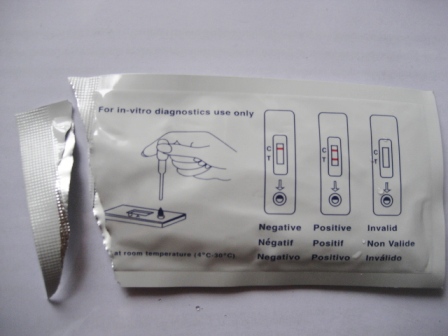 For in-vitro diagnostics use only
C C C
T T T
Negative Positive Invalid
Négatif Positif Non Valide
Negativo Positivo Inválido
at room temperature (4°C-30°C)